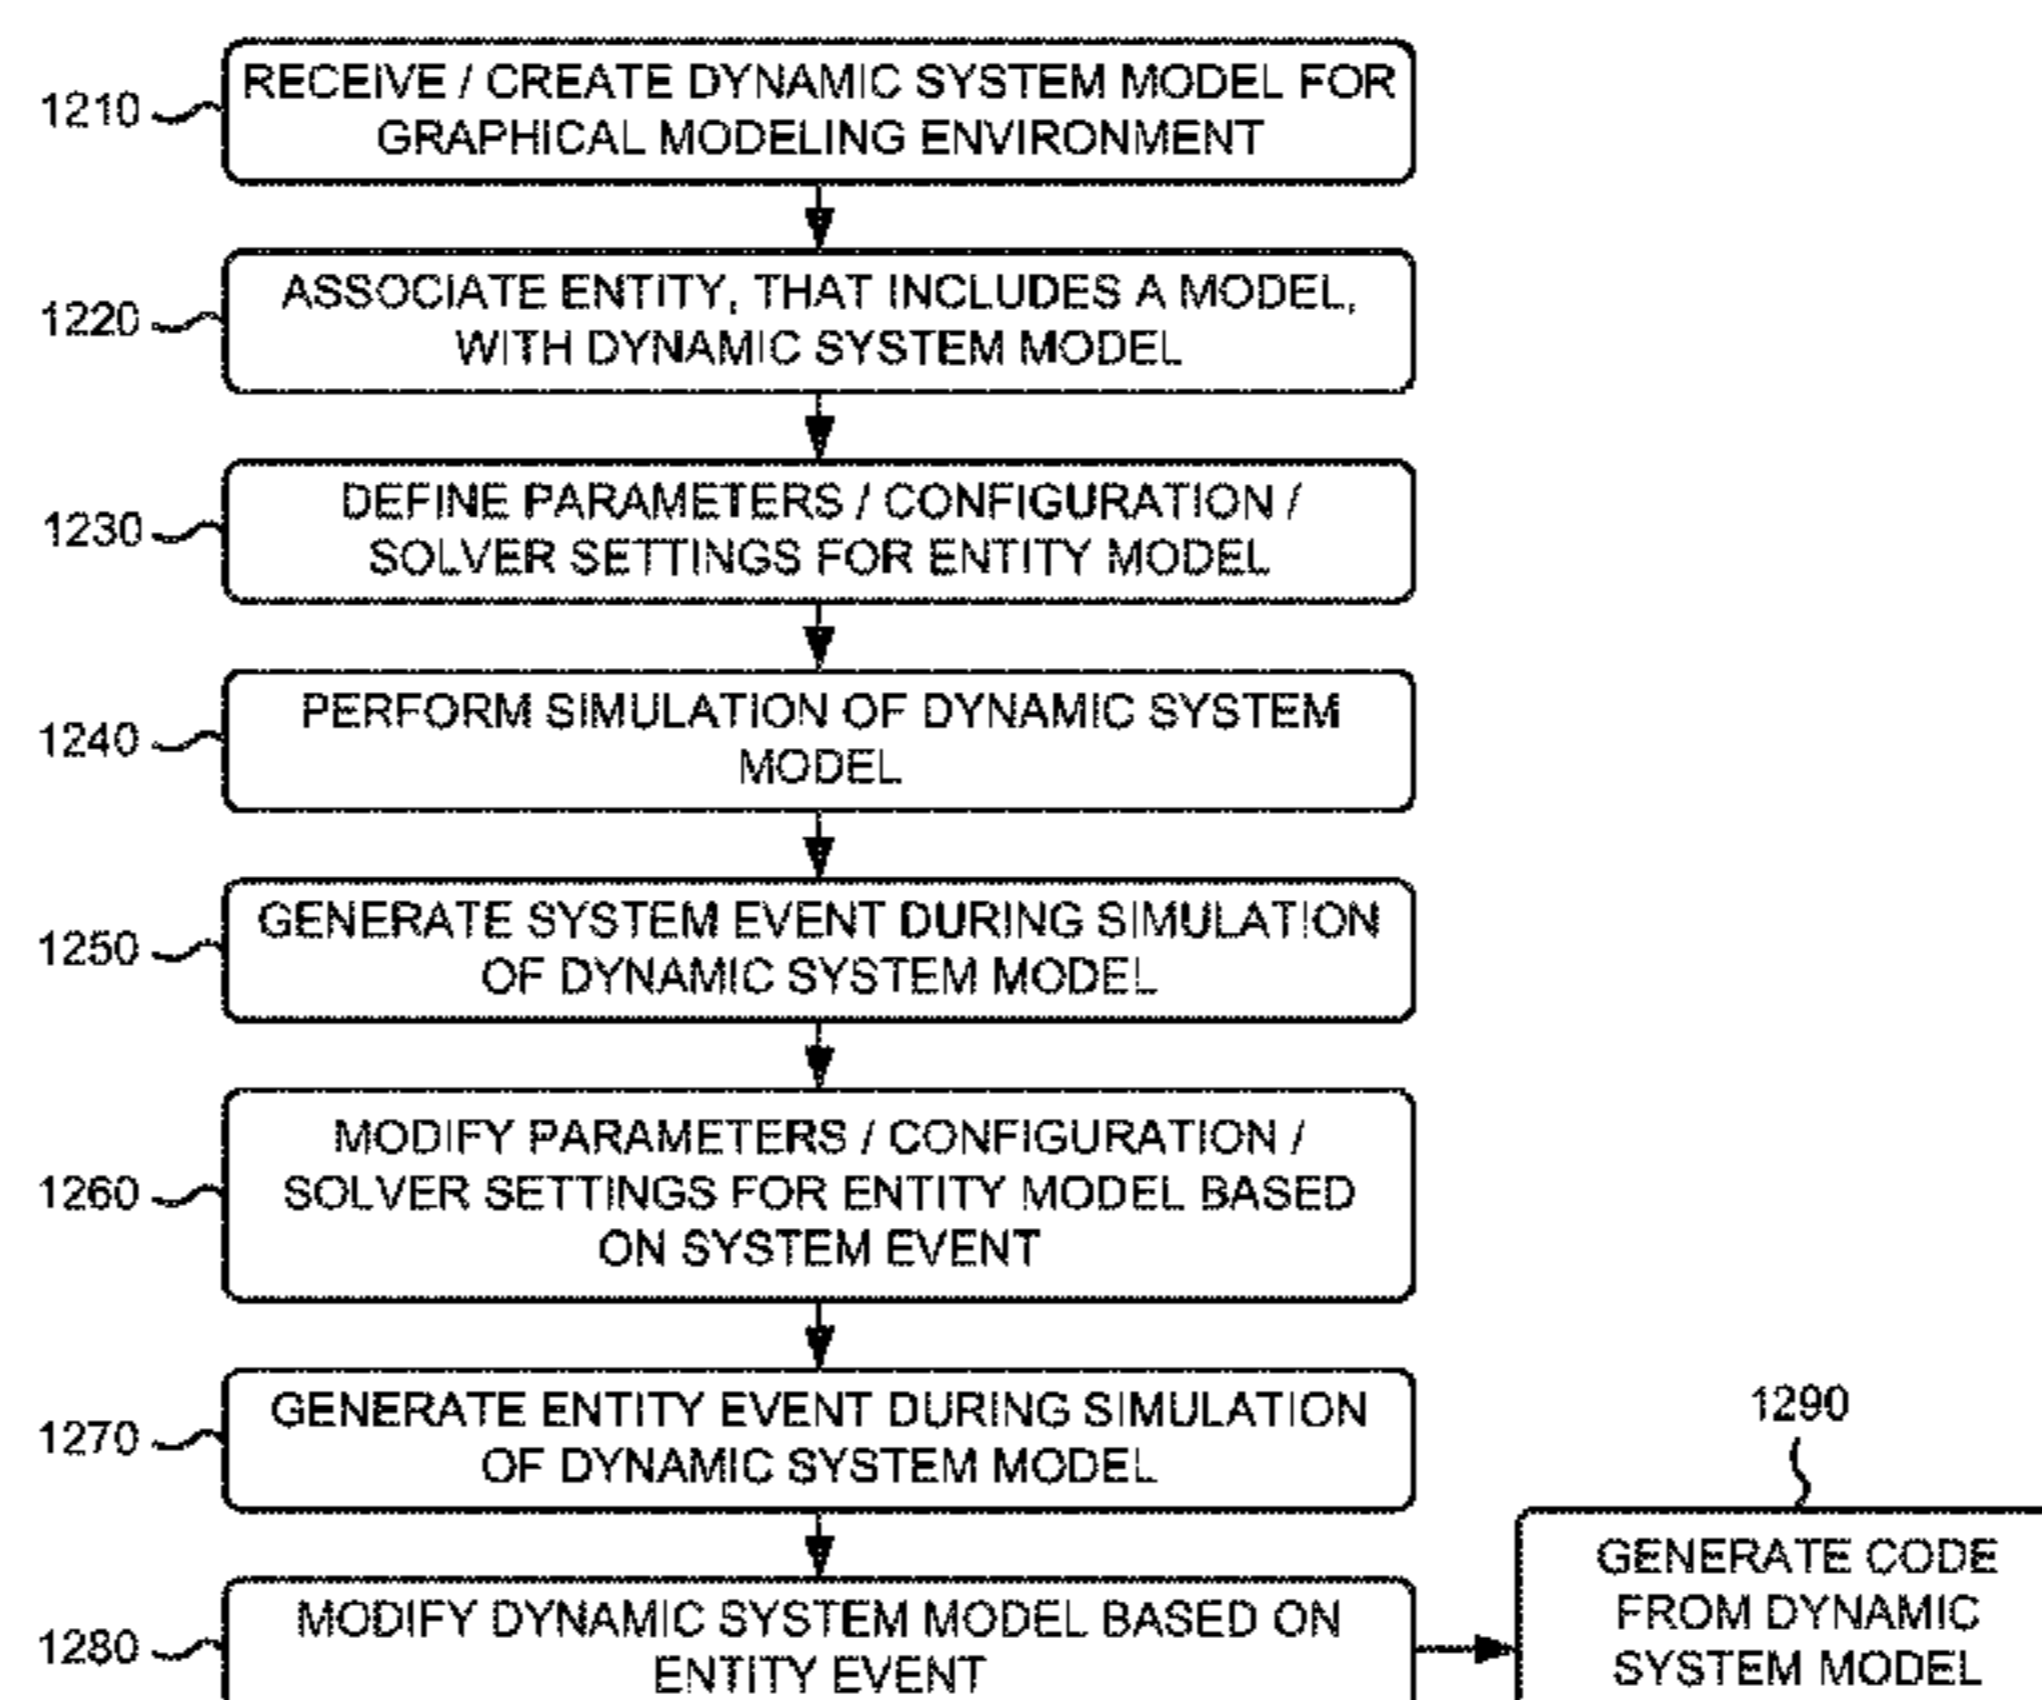 1210
RECEIVE / CREATE DYNAMIC SYSTEM MODEL FOR
GRAPHICAL MODELING ENVIRONMENT
1220
ASSOCIATE ENTITY, THAT INCLUDES A MODEL,
WITH DYNAMIC SYSTEM MODEL
1230
DEFINE PARAMETERS / CONFIGURATION /
SOLVER SETTINGS FOR ENTITY MODEL
1240
PERFORM SIMULATION OF DYNAMIC SYSTEM
MODEL
1250
GENERATE SYSTEM EVENT DURING SIMULATION
OF DYNAMIC SYSTEM MODEL
1260
MODIFY PARAMETERS / CONFIGURATION /
SOLVER SETTINGS FOR ENTITY MODEL BASED
ON SYSTEM EVENT
1270
GENERATE ENTITY EVENT DURING SIMULATION
OF DYNAMIC SYSTEM MODEL
1280
MODIFY DYNAMIC SYSTEM MODEL BASED ON
ENTITY EVENT
1290
GENERATE CODE
FROM DYNAMIC
SYSTEM MODEL